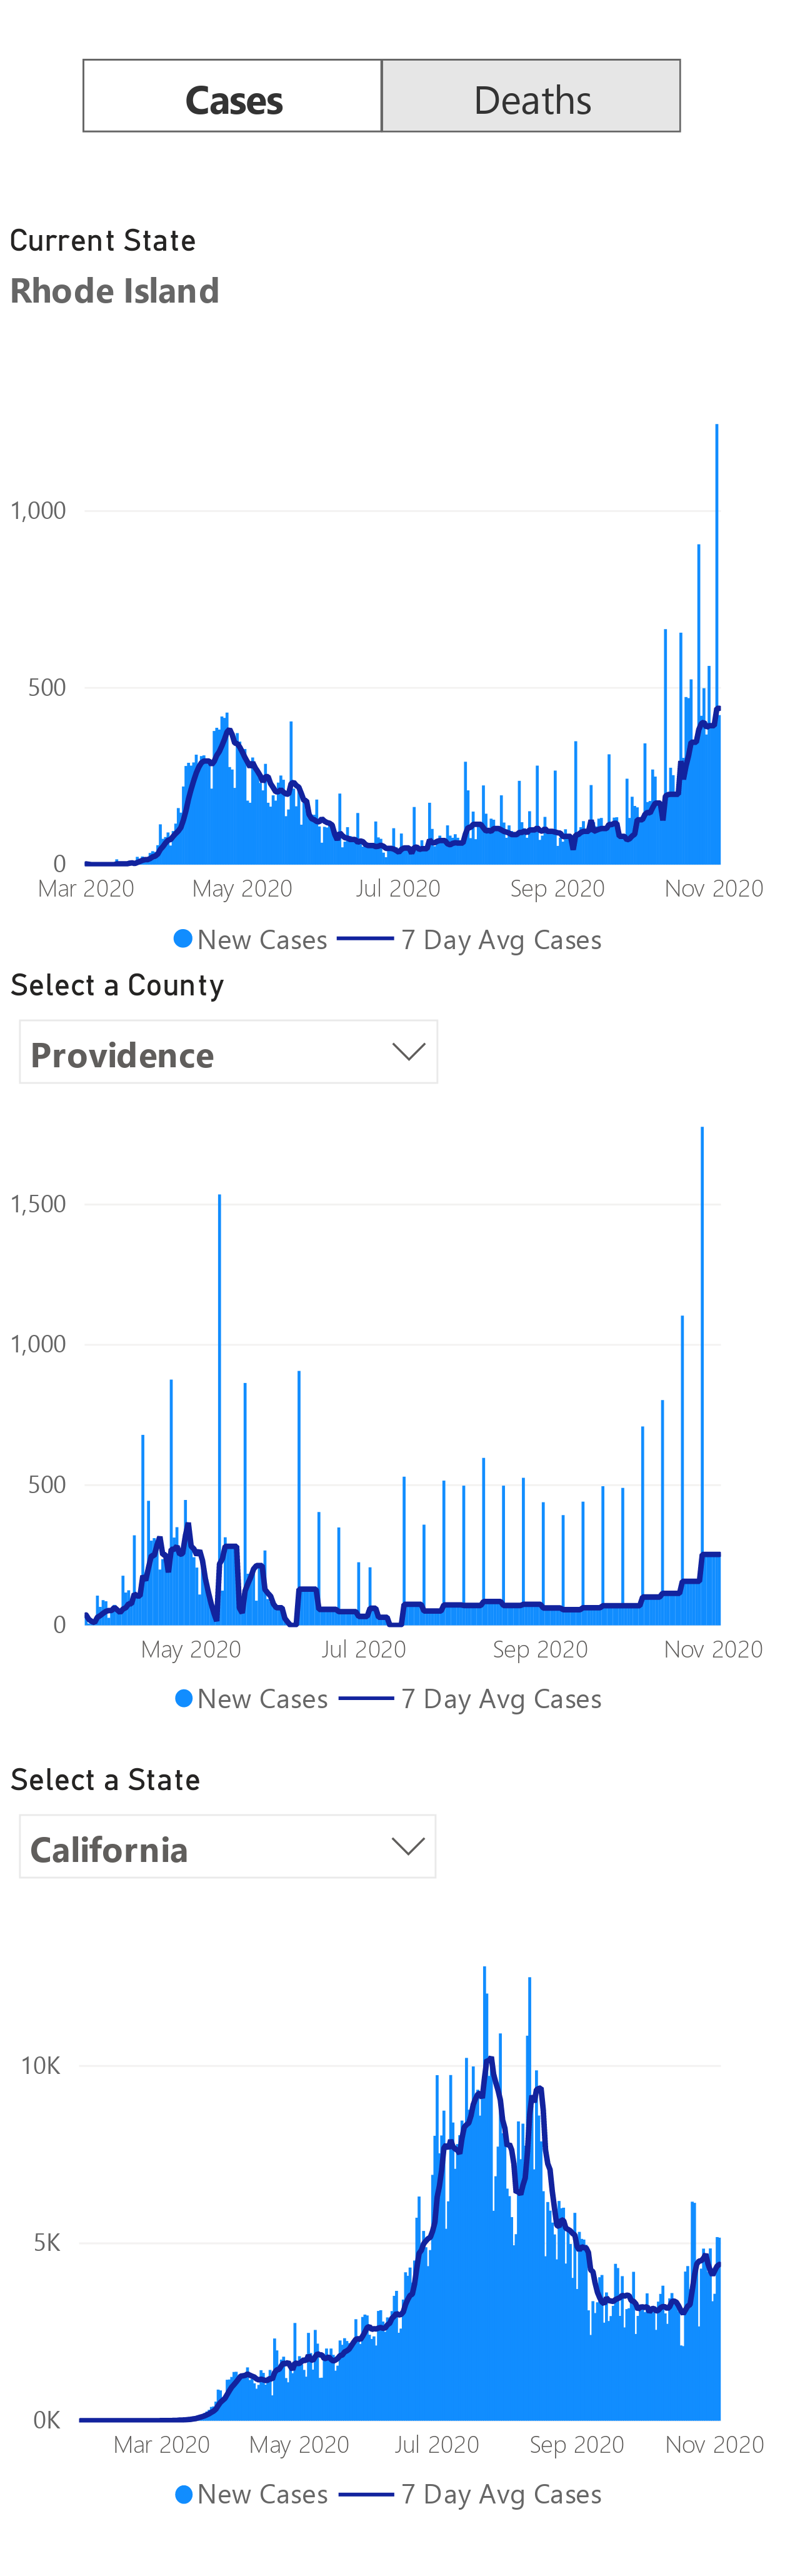 Cases Deaths
Current State
Rhode Island
1,000
500
0
Mar 2020 May 2020 Jul 2020 Sep 2020 Nov 2020
New Cases 7 Day Avg Cases
Select a County
Providence
1,500
1,000
500
0
May 2020 Jul 2020 Sep 2020 Nov 2020
New Cases 7 Day Avg Cases
Select a State
California
10K
5K
0K
Mar 2020 May 2020 Jul 2020 Sep 2020 Nov 2020
New Cases 7 Day Avg Cases